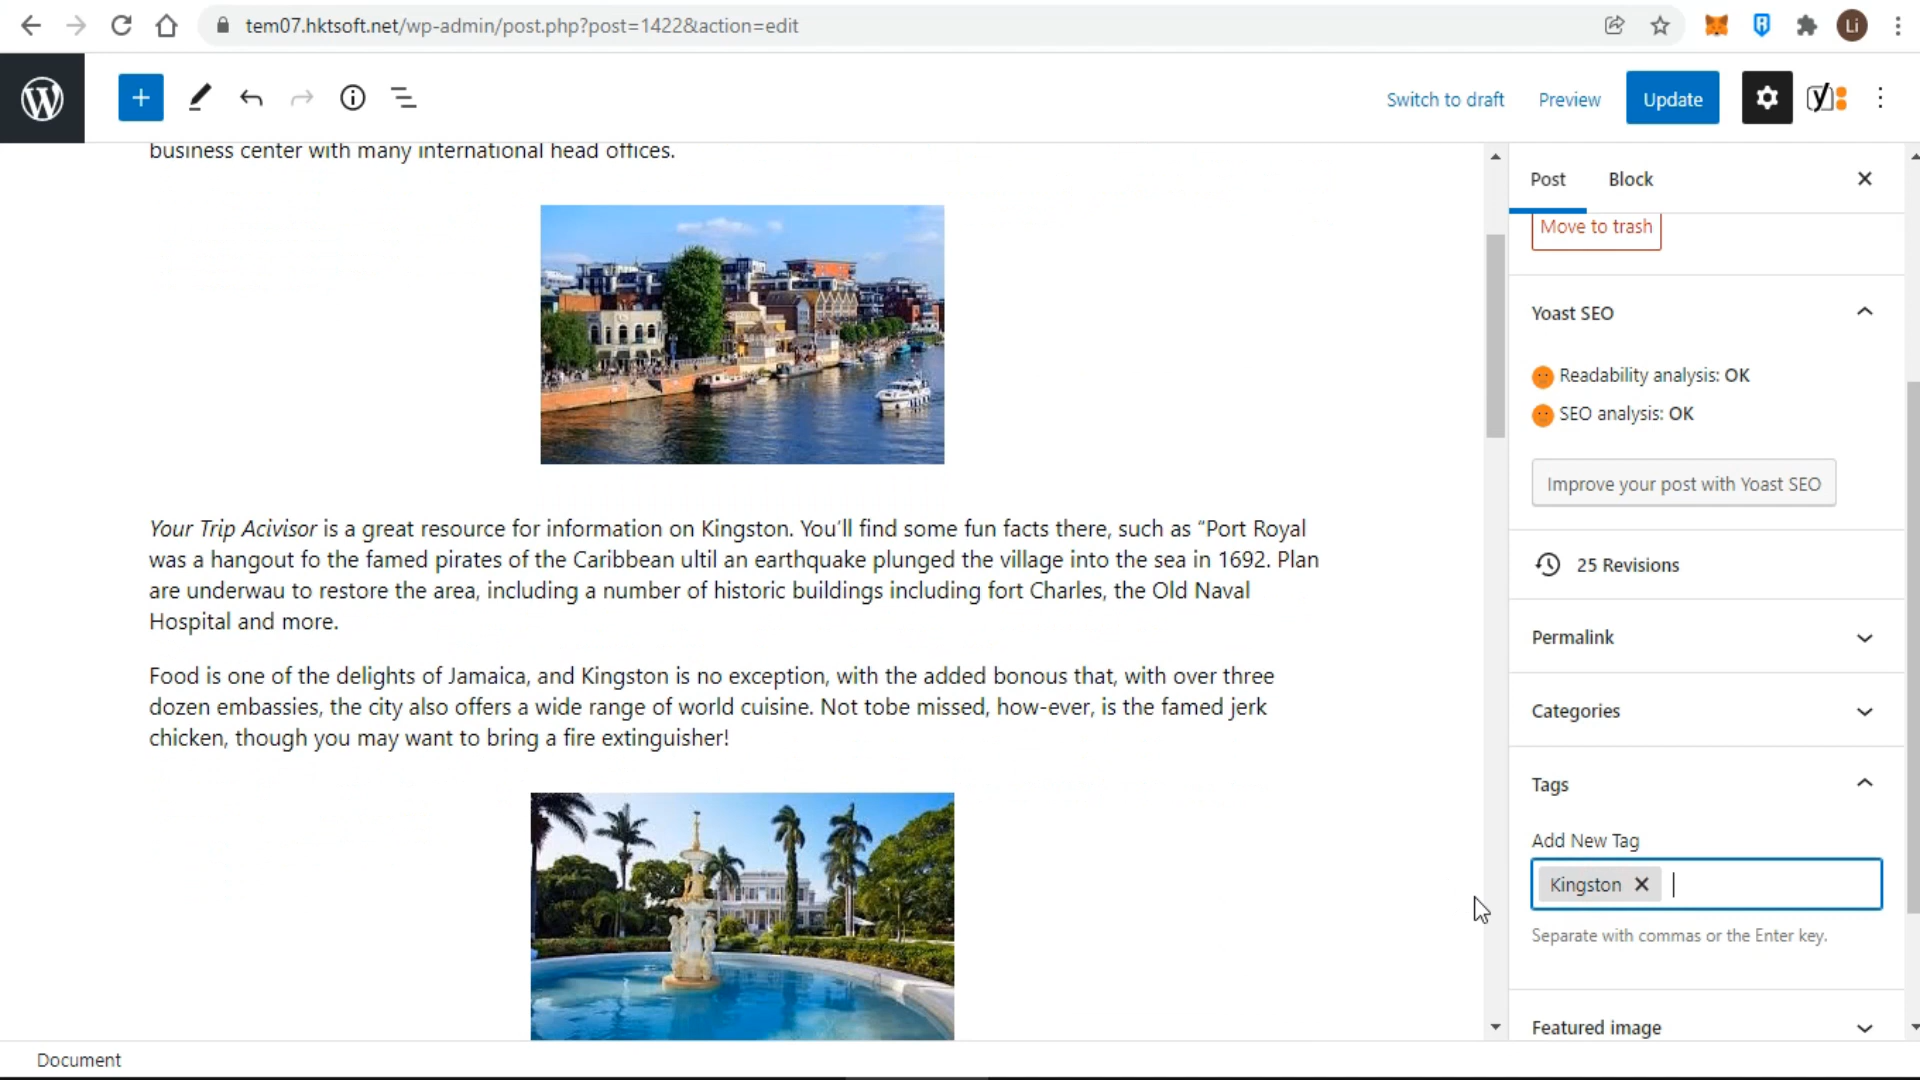 tem07.hktsoft.net/wp-admin/post.php?post=1422&action=edit
Li
Switch to draft
Preview
Update
business center with many international head offices.
Your Trip Acivisor is a great resource for information on Kingston. You'll find some fun facts there, such as “Port Royal
was a hangout fo the famed pirates of the Caribbean ultil an earthquake plunged the village into the sea in 1692. Plan
are underwau to restore the area, including a number of historic buildings including fort Charles, the Old Naval
Hospital and more.
Food is one of the delights of Jamaica, and Kingston is no exception, with the added bonous that, with over three
dozen embassies, the city also offers a wide range of world cuisine. Not tobe missed, how-ever, is the famed jerk
chicken, though you may want to bring a fire extinguisher!
Post
Block
Move to trash
Yoast SEO
Readability analysis: OK
SEO analysis: OK
Improve your post with Yoast SEO
25 Revisions
Permalink
Categories
Tags
Add New Tag
Kingston
Separate with commas or the Enter key.
Featured image
Document